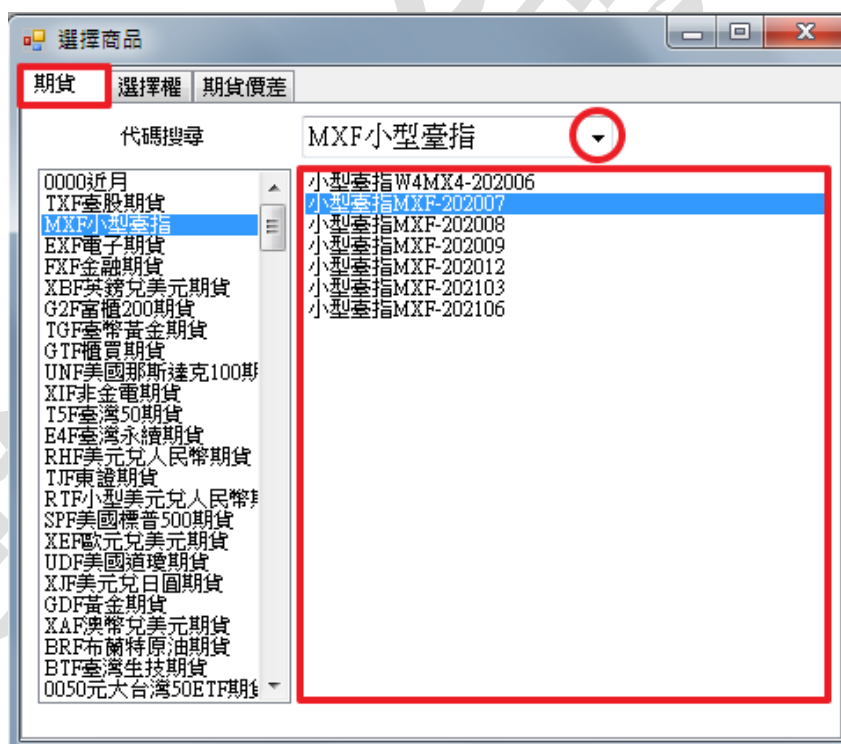 選擇商品
期貨 選擇權 期貨價差
代碼搜尋 MXF小型臺指
0000近月
TXF臺股期貨
MXF小型臺指
EXF電子期貨
FXF金融期貨
XBF英鎊兌美元期貨
G2F富櫃200期貨
TGF臺幣黃金期貨
GTF櫃買期貨
UNF美國那斯達克100期
XIF非金電期貨
T5F臺灣50期貨
E4F臺灣永續期貨
RHF美元兌人民幣期貨
TJF東證期貨
RTF小型美元兌人民幣
SPF美國標普500期貨
XEF歐元兌美元期貨
UDF美國道瓊期貨
XJF美元兌日圓期貨
GDF黃金期貨
XAF澳幣兌美元期貨
BRF布蘭特原油期貨
BTF臺灣生技期貨
0050元大台灣50ETF期
小型臺指W4MX4-202006
小型臺指MXF-202007
小型臺指MXF-202008
小型臺指MXF-202009
小型臺指MXF-202012
小型臺指MXF-202103
小型臺指MXF-202106